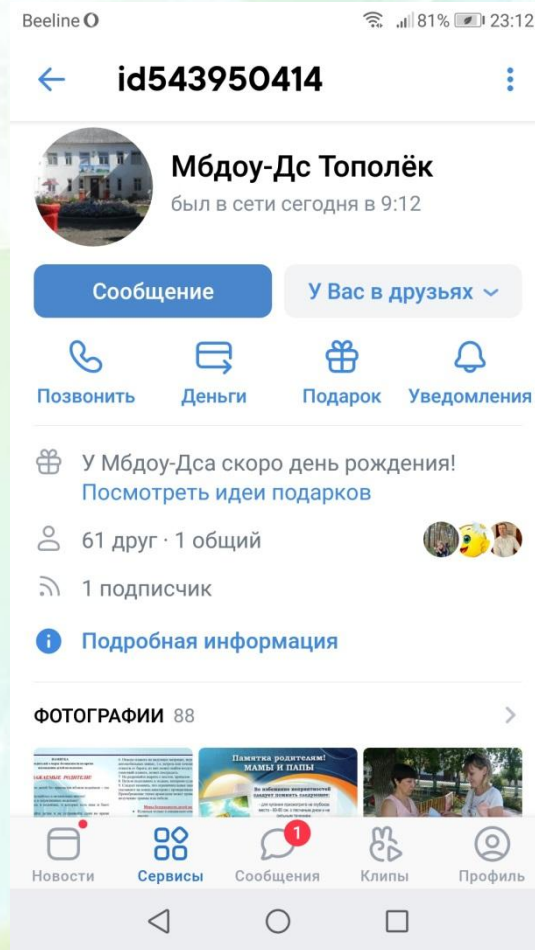 Beeline
81%
23:12
id543950414
Мбдоу-Дс Тополёк
был в сети сегодня в 9:12
Сообщение
У Вас в друзьях
Позвонить
Деньги
Подарок
Уведомления
У Мбдоу-Дса скоро день рождения!
Посмотреть идеи подарков
61 друг · 1 общий
1 подписчик
Подробная информация
ФОТОГРАФИИ 88
Памятка родителям!
МАМЫ И ПАПЫ
1
Новости
Сервисы
Сообщения
Клипы
Профиль